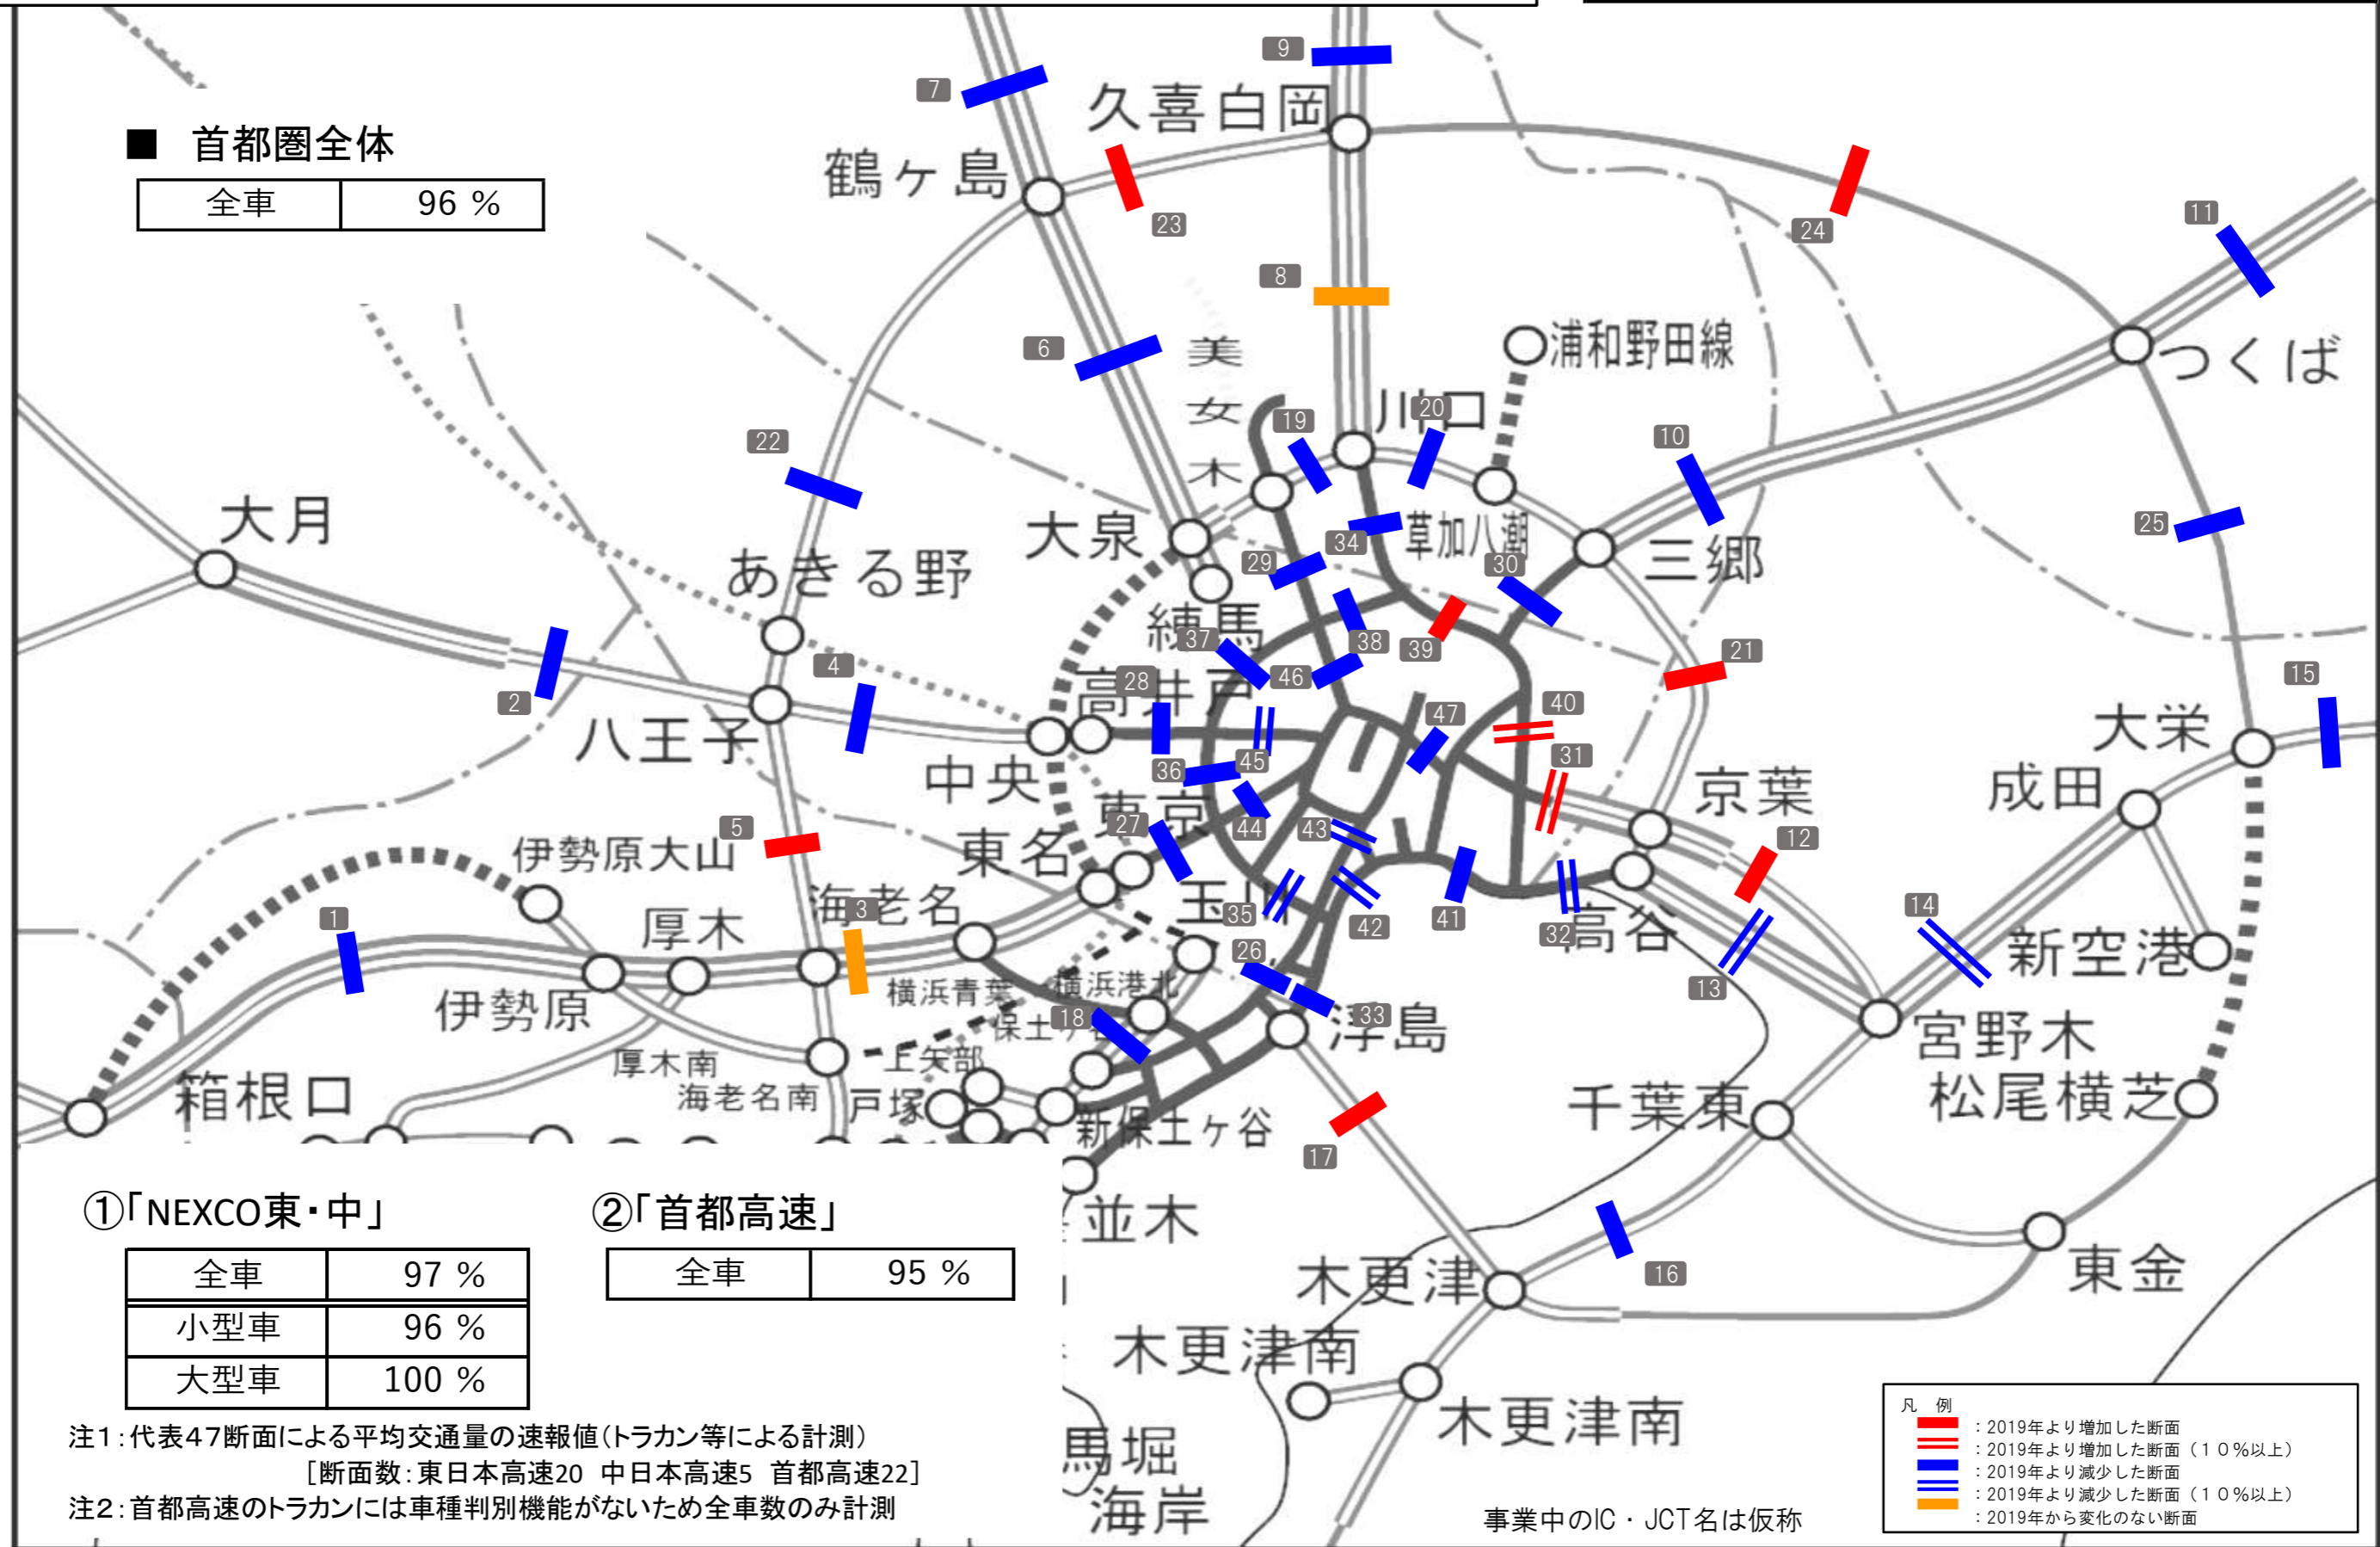 ■ 首都圏全体
全車 96 %
9
7
久喜白岡
鶴ヶ島
23
24
11
8
6
美女木
浦和野田線
つくば
川口
20
19
22
10
大月
大泉
34
草加八潮
25
あきる野
29
30
三郷
練馬
37
38
39
21
4
28
高井戸
46
2
40
47
15
八王子
大栄
中央
36
45
31
京葉
成田
5
伊勢原大山
東名
27
東京
44
43
12
1
厚木
海老名
3
玉川
35
42
41
32
高谷
14
新空港
26
13
伊勢原
横浜青葉
横浜港北
18
保土ヶ谷
33
浮島
宮野木
厚木南
上矢部
箱根口
海老名南
戸塚
新保土ヶ谷
千葉東
松尾横芝
17
並木
16
木更津
東金
木更津南
木更津南
馬堀
海岸
①「NEXCO東・中」
全車 97 %
小型車 96 %
大型車 100 %
②「首都高速」
全車 95 %
注1:代表47断面による平均交通量の速報値(トラカン等による計測)
[断面数:東日本高速20 中日本高速5 首都高速22]
注2:首都高速のトラカンには車種判別機能がないため全車数のみ計測
事業中のIC・JCT名は仮称
凡 例
:2019年より増加した断面
:2019年より増加した断面(10%以上)
:2019年より減少した断面
:2019年より減少した断面(10%以上)
:2019年から変化のない断面